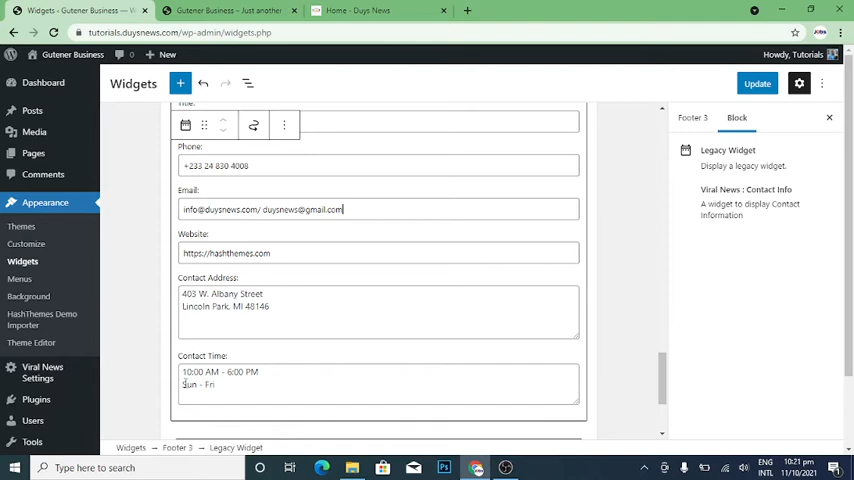 Widgets - Gutener Business — W
Gutener Business – Just another
Home - Duys News
tutorials.duysnews.com/wp-admin/widgets.php
Gutener Business
0
New
Howdy, Tutorials
Dashboard
Posts
Media
Pages
Comments
Appearance
Themes
Customize
Widgets
Menus
Background
HashThemes Demo
Importer
Theme Editor
Viral News
Settings
Plugins
Users
Tools
Widgets
Update
Title:
Phone:
+233 24 830 4008
Email:
info@duysnews.com/ duysnews@gmail.com
Website:
https://hashthemes.com
Contact Address:
403 W. Albany Street
Lincoln Park, MI 48146
Contact Time:
10:00 AM - 6:00 PM
Sun - Fri
Footer 3
Block
Legacy Widget
Display a legacy widget.
Viral News : Contact Info
A widget to display Contact
Information
Widgets › Footer 3 › Legacy Widget
Type here to search
ENG
INTL
10:21 pm
11/10/2021